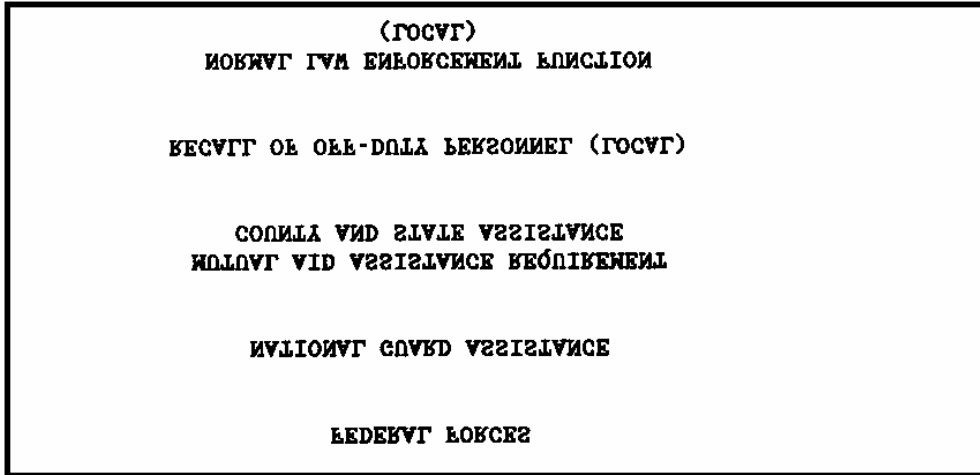 FEDERAL FORCES
NATIONAL GUARD ASSISTANCE
MUTUAL AID ASSISTANCE REQUIREMENT
COUNTY AND STATE ASSISTANCE
RECALL OF OFF-DUTY PERSONNEL (LOCAL)
NORMAL LAW ENFORCEMENT FUNCTION
(LOCAL)